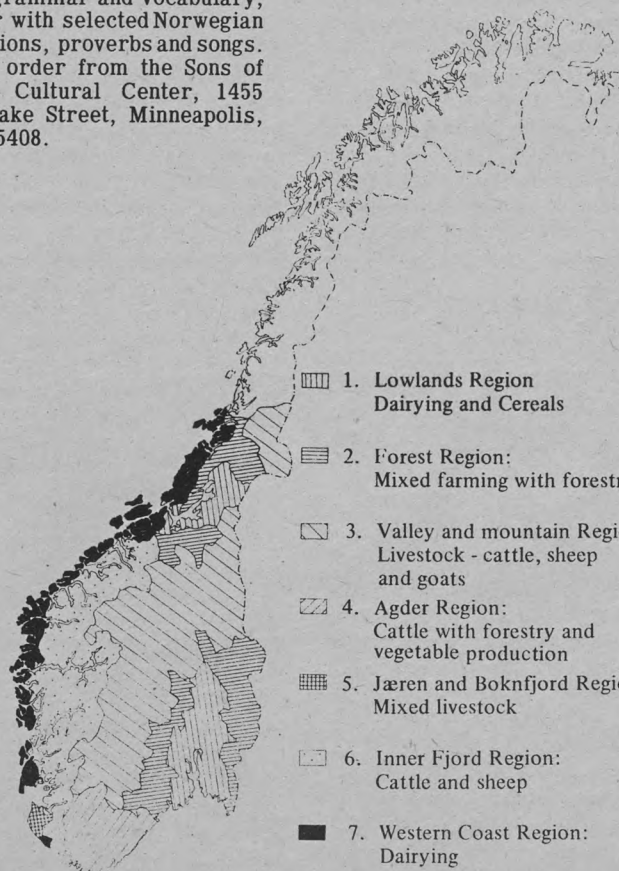 grammar and vocabulary,
with selected Norwegian
ions, proverbs and songs.
order from the Sons of
Cultural Center, 1455
ake Street, Minneapolis,
5408.
1. Lowlands Region
Dairying and Cereals
2. Forest Region:
Mixed farming with forestr
3. Valley and mountain Regi
Livestock - cattle, sheep
and goats
4. Agder Region:
Cattle with forestry and
vegetable production
5. Jæren and Boknfjord Regi
Mixed livestock
6. Inner Fjord Region:
Cattle and sheep
7. Western Coast Region:
Dairying